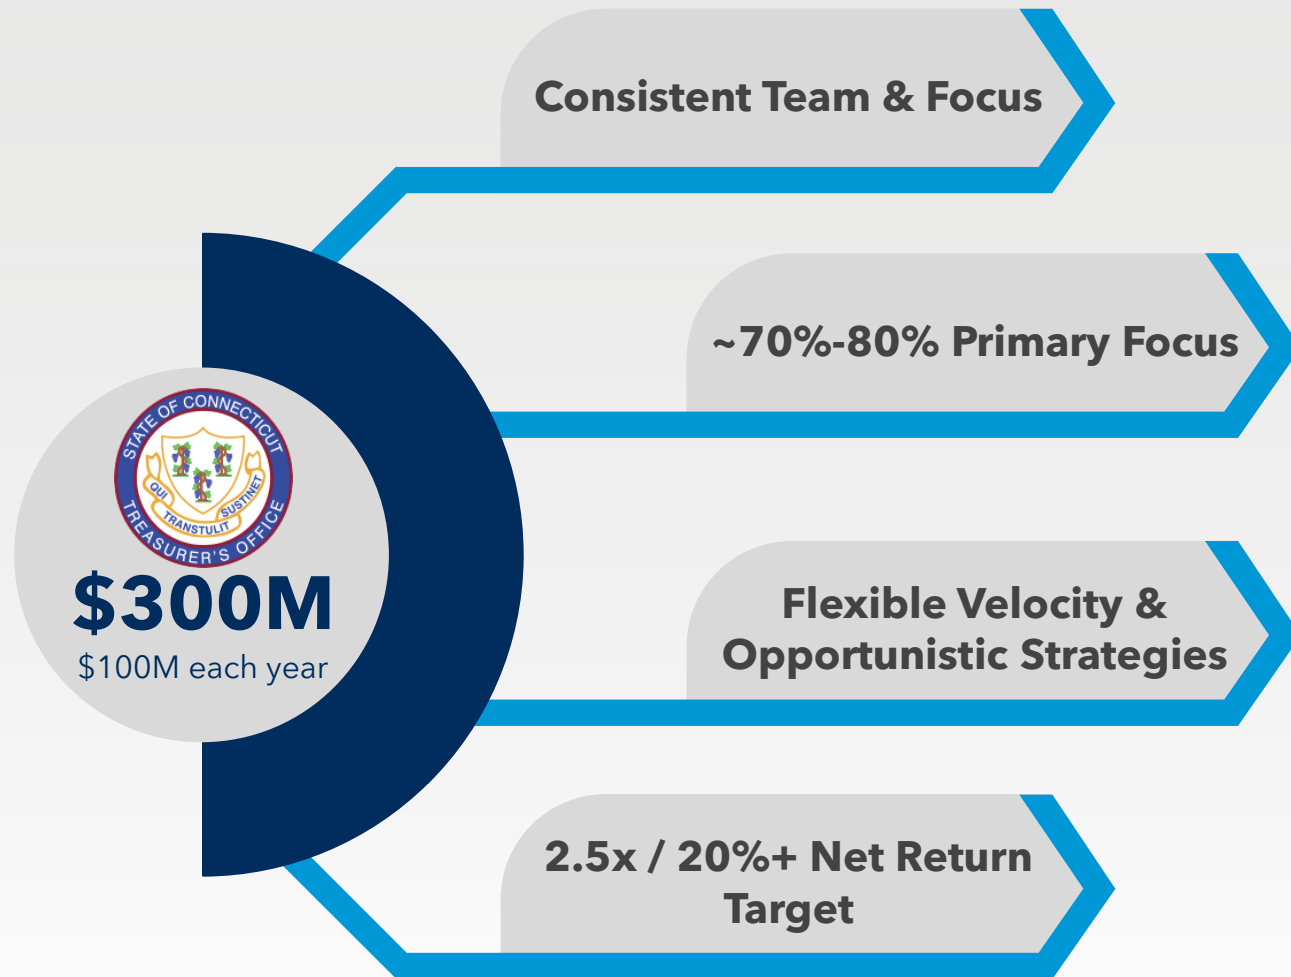 Consistent Team & Focus
~70%-80% Primary Focus
STATE OF CONNECTICUT
QUI
TRANSTULIT
SUSTINET
TREASURER'S OFFICE
$300M
$100M each year
Flexible Velocity &
Opportunistic Strategies
2.5x / 20%+ Net Return
Target